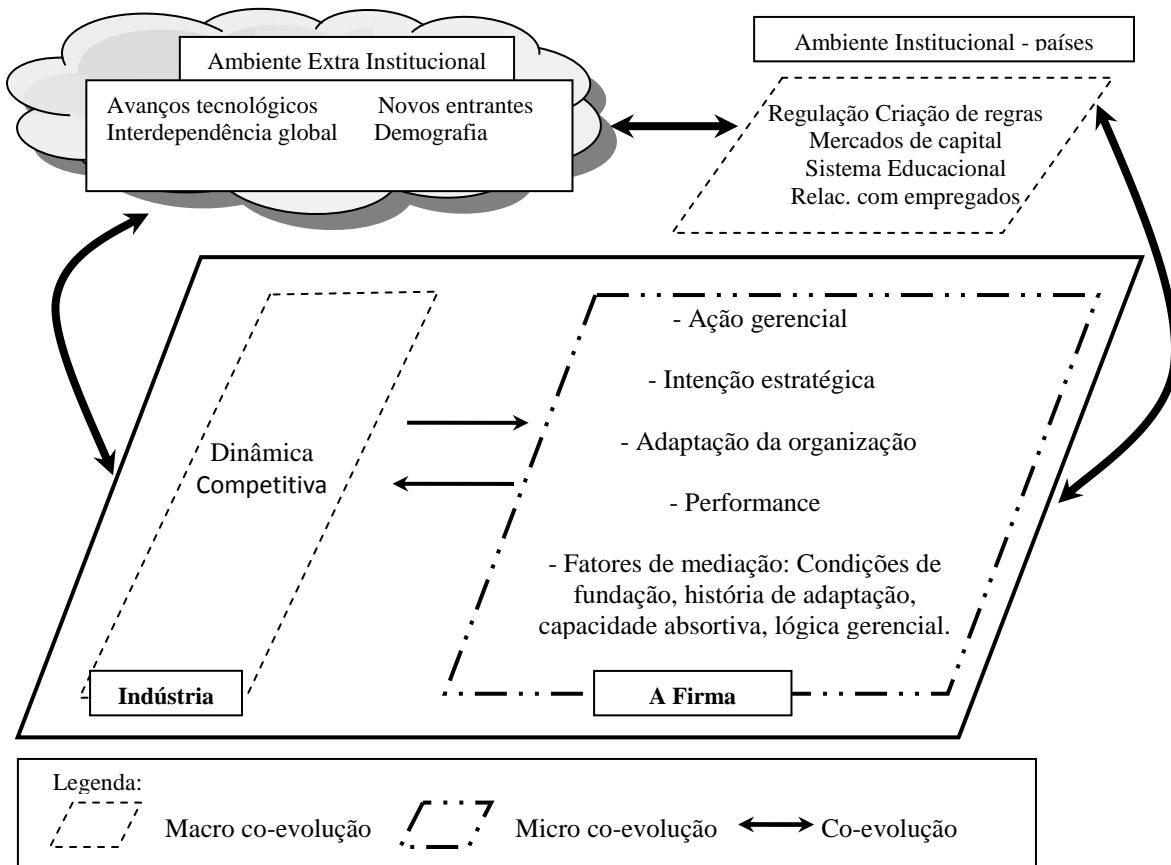 Ambiente Extra Institucional
Avanços tecnológicos Novos entrantes
Interdependência global Demografia
Ambiente Institucional - países
Regulação Criação de regras
Mercados de capital
Sistema Educacional
Relac. com empregados
Dinâmica
Competitiva
Indústria
- Ação gerencial
- Intenção estratégica
- Adaptação da organização
- Performance
- Fatores de mediação: Condições de
fundação, história de adaptação,
capacidade absortiva, lógica gerencial.
A Firma
Legenda:
Macro co-evolução Micro co-evolução Co-evolução